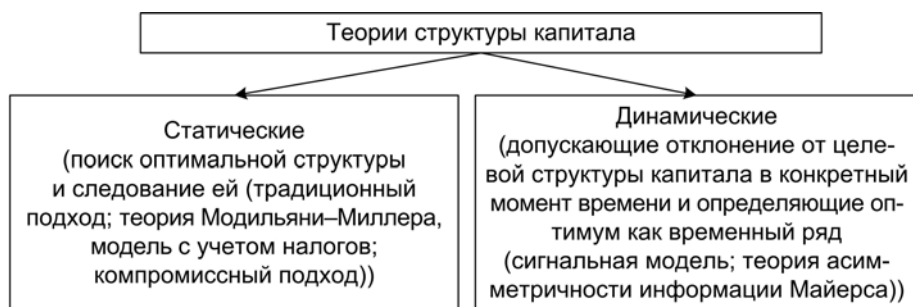 Теории структуры капитала
Статические
(поиск оптимальной структуры
и следование ей (традиционный
подход; теория Модильяни–Миллера,
модель с учетом налогов;
компромиссный подход))
Динамические
(допускающие отклонение от целе-
вой структуры капитала в конкретный
момент времени и определяющие оп-
тимум как временный ряд
(сигнальная модель; теория асим-
метричности информации Майерса))